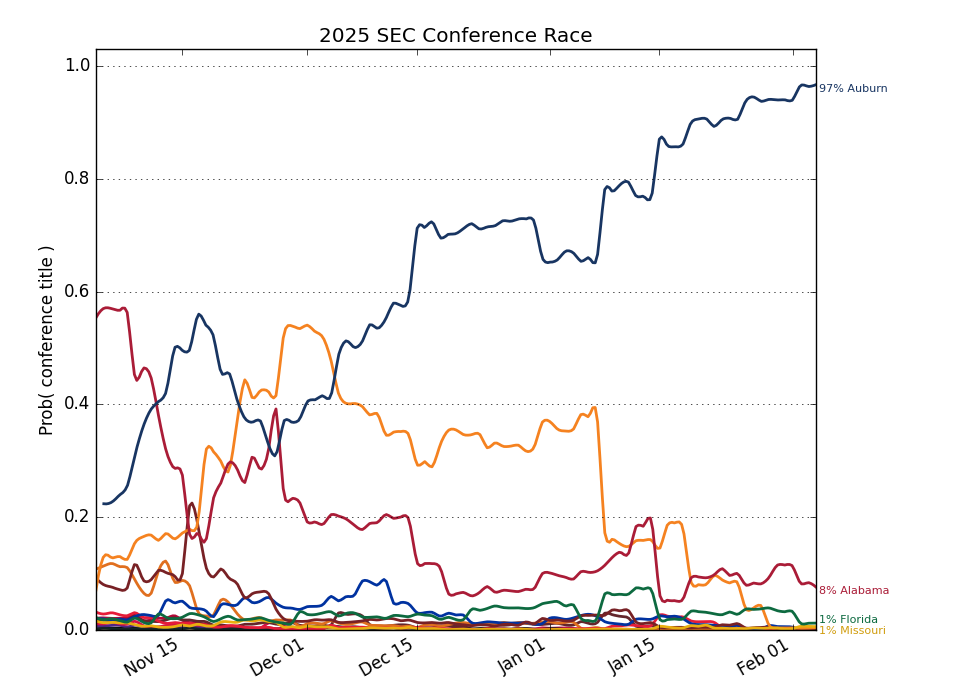 2025 SEC Conference Race
1.0
0.8
0.6
0.4
0.2
0.0
Prob( conference title )
97% Auburn
8% Alabama
1% Florida
1% Missouri
Nov 15
Dec 01
Dec 15
Jan 01
Jan 15
Feb 01